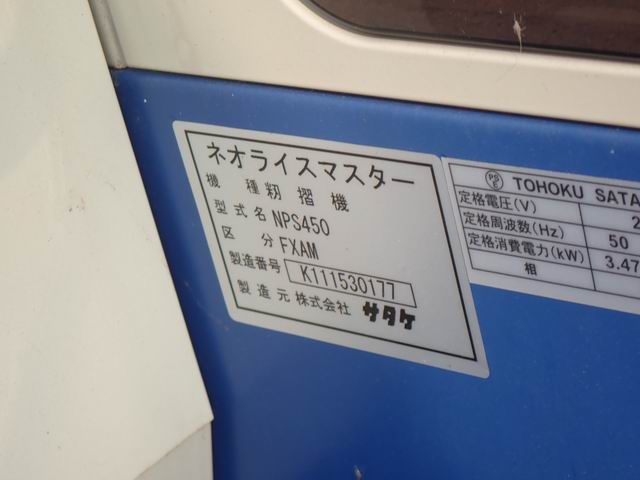 ネオライスマスター
機 種 籾 摺 機
型 式 名 NPS450
区 分 FXAM
製造番号 K111530177
製 造 元 株式会社 サタケ
PS E TOHOKU SATA
定格電圧(V) 2
定格周波数(Hz) 50
定格消費電力(kW) 3.47
相